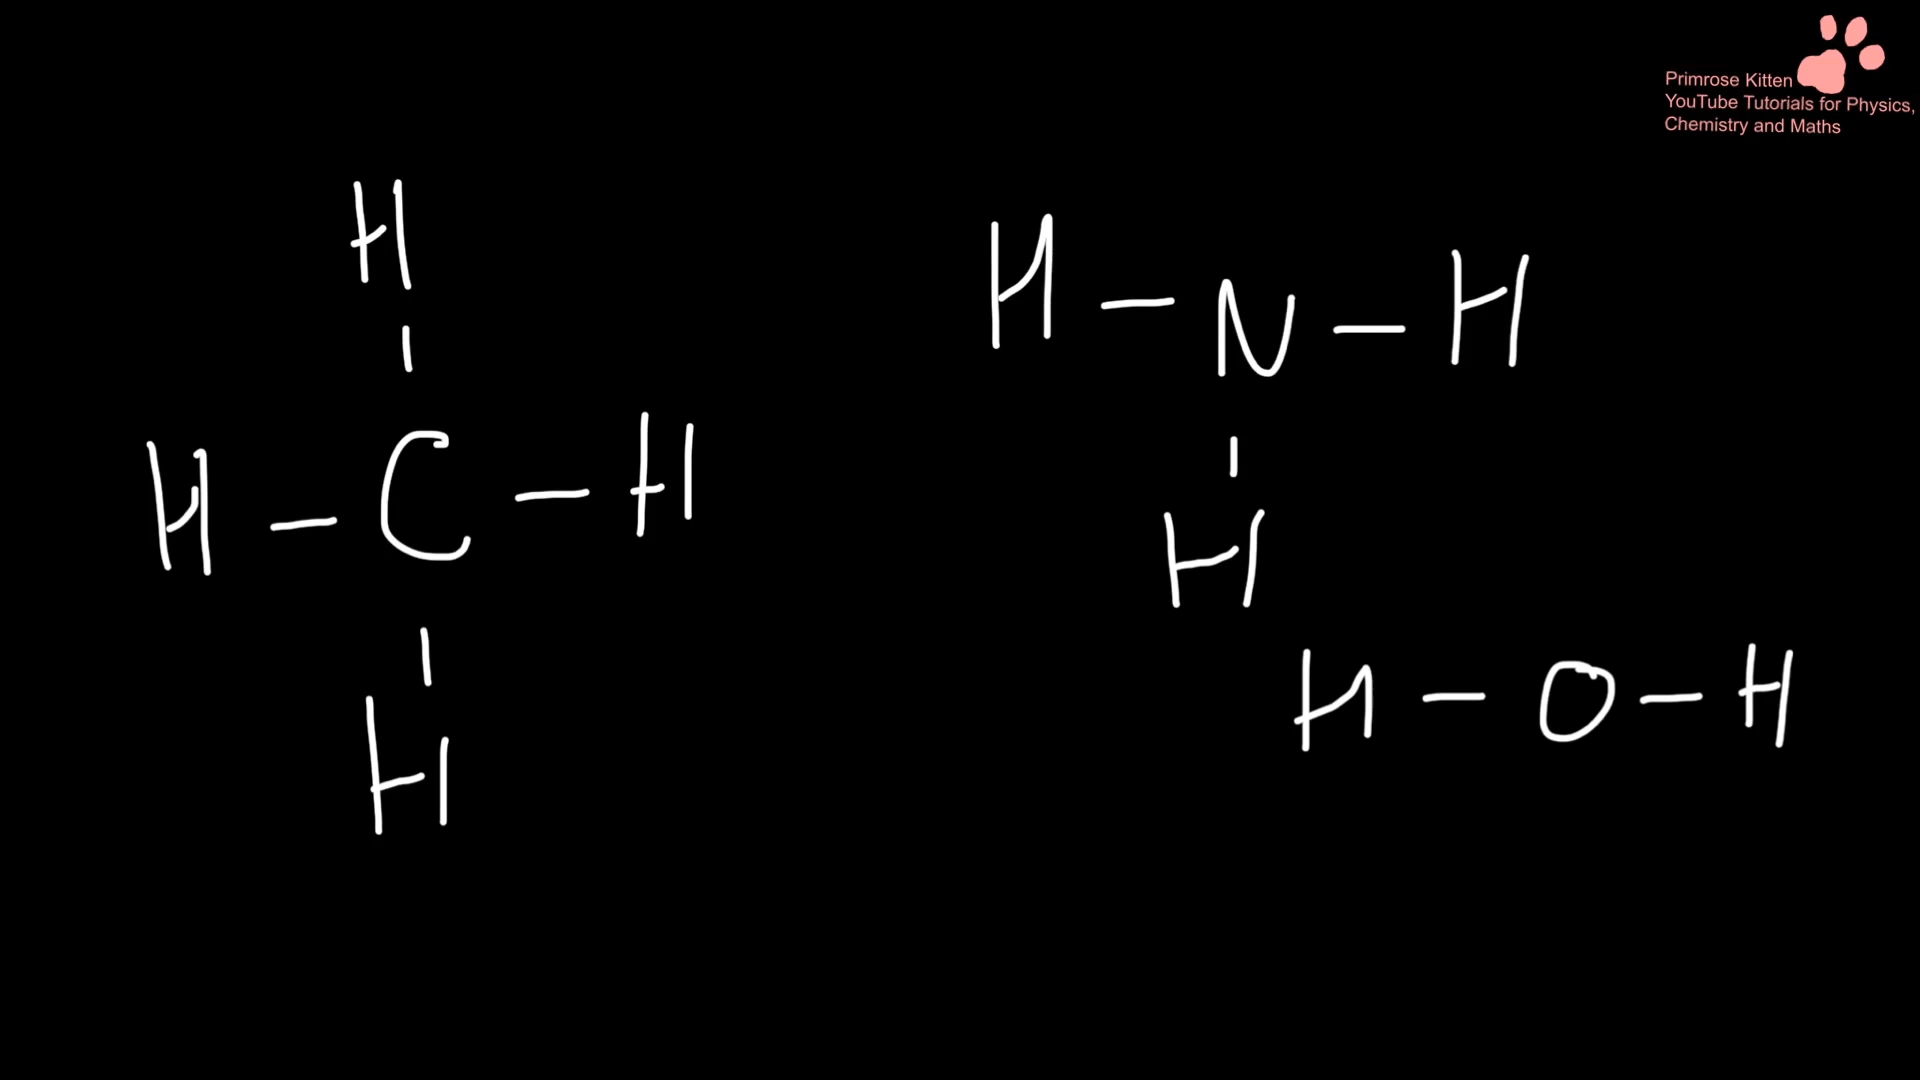 Primrose Kitten
YouTube Tutorials for Physics,
Chemistry and Maths
H
H - C - H
H
H - N - H
H
H - O - H